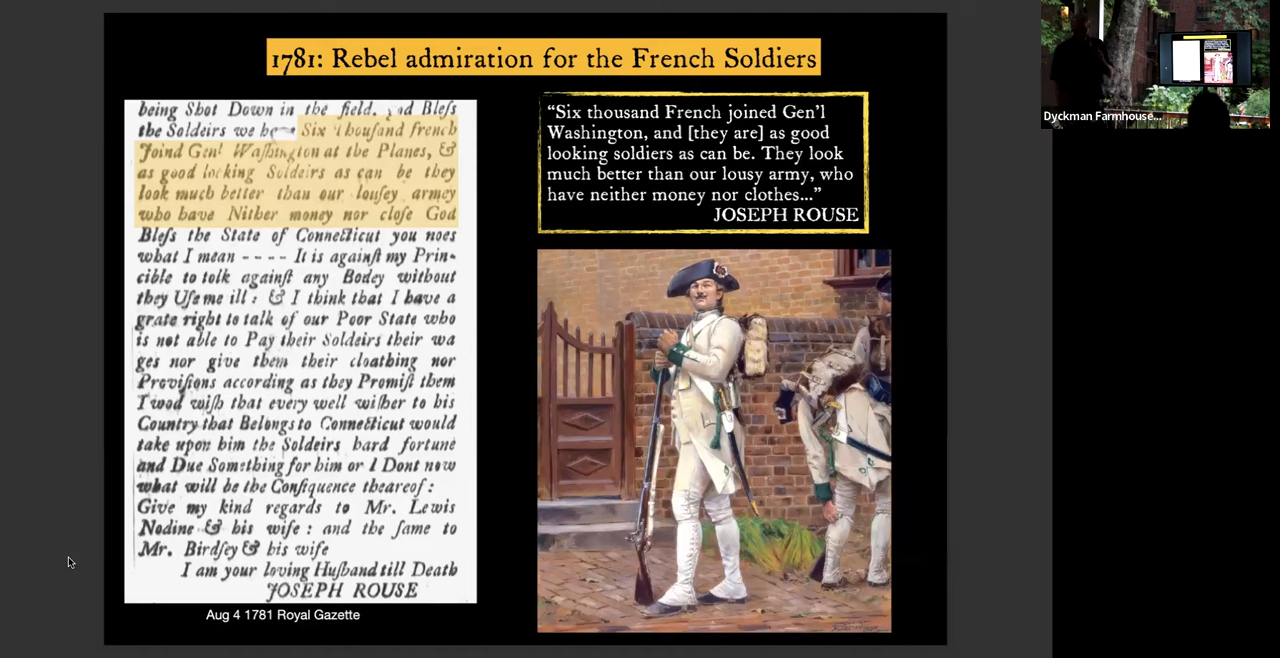 1781: Rebel admiration for the French Soldiers
being Shot Down in the field. Bleſs
the Soldeirs we Six thouſand french
Joind Genl Waſhington at the Planes, &
as good looking Soldeirs as can be they
look much better than our louſey armey
who have Nither money nor cloſe God
Bleſs the State of Connecticut you noes
what I mean - - - - It is againſt my Prin-
cible to tolk againſt any Bodey without
they Uſe me ill : & I think that I have a
grate right to talk of our Poor State who
is not able to Pay their Soldeirs their wa
ges nor give them their cloathing nor
Proviſions according as they Promiſt them
I wod wiſh that every well wiſher to his
Country that Belongs to Connecticut would
take upon him the Soldeirs hard fortune
and Due Something for him or I Dont now
what will be the Conſiquence theareof :
Give my kind regards to Mr. Lewis
Nodine & his wife : and the ſame to
Mr. Birdſey & his wife
I am your loving Huſband till Death
JOSEPH ROUSE
Aug 4 1781 Royal Gazette
“Six thousand French joined Gen’l
Washington, and [they are] as good
looking soldiers as can be. They look
much better than our lousy army, who
have neither money nor clothes...”
JOSEPH ROUSE
Dyckman Farmhouse...